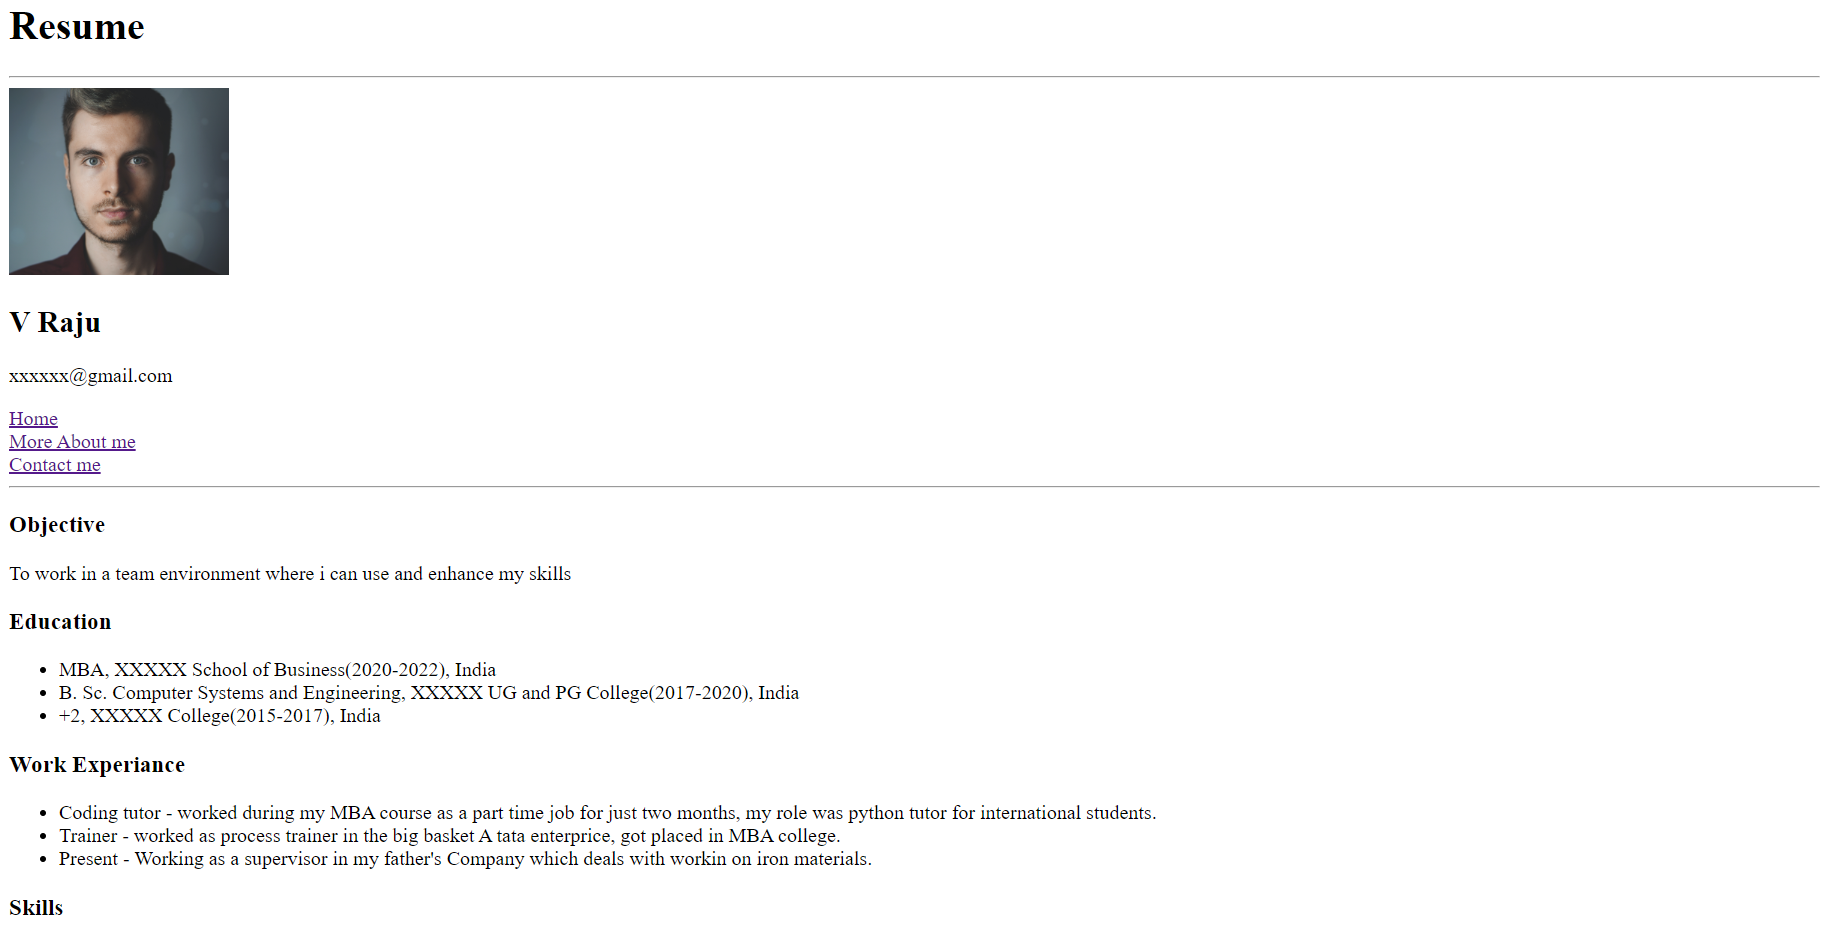 Resume
V Raju
xxxxxx@gmail.com
Home
More About me
Contact me
Objective
To work in a team environment where i can use and enhance my skills
Education
• MBA, XXXXX School of Business(2020-2022), India
• B. Sc. Computer Systems and Engineering, XXXXX UG and PG College(2017-2020), India
• +2, XXXXX College(2015-2017), India
Work Experiance
• Coding tutor - worked during my MBA course as a part time job for just two months, my role was python tutor for international students.
• Trainer - worked as process trainer in the big basket A tata enterprice, got placed in MBA college.
• Present - Working as a supervisor in my father's Company which deals with workin on iron materials.
Skills